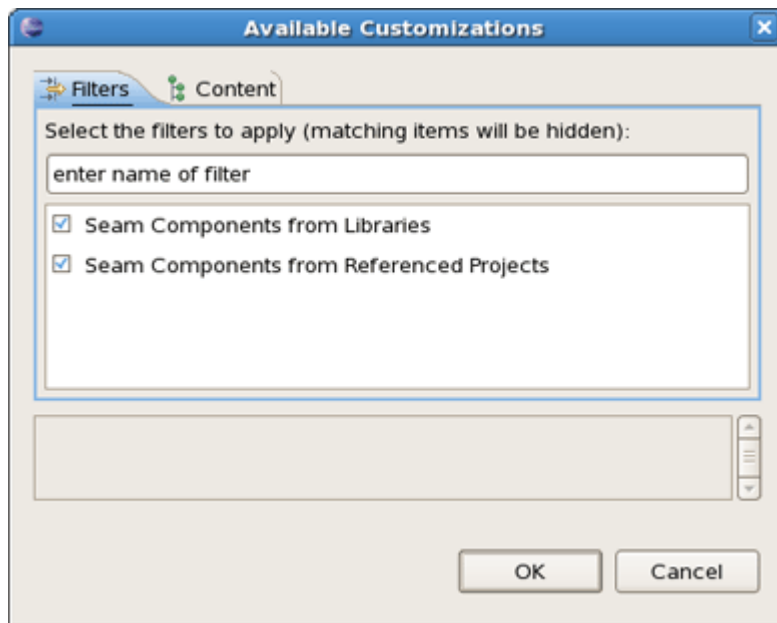 Available Customizations
Filters Content
Select the filters to apply (matching items will be hidden):
enter name of filter
Seam Components from Libraries
Seam Components from Referenced Projects
OK Cancel